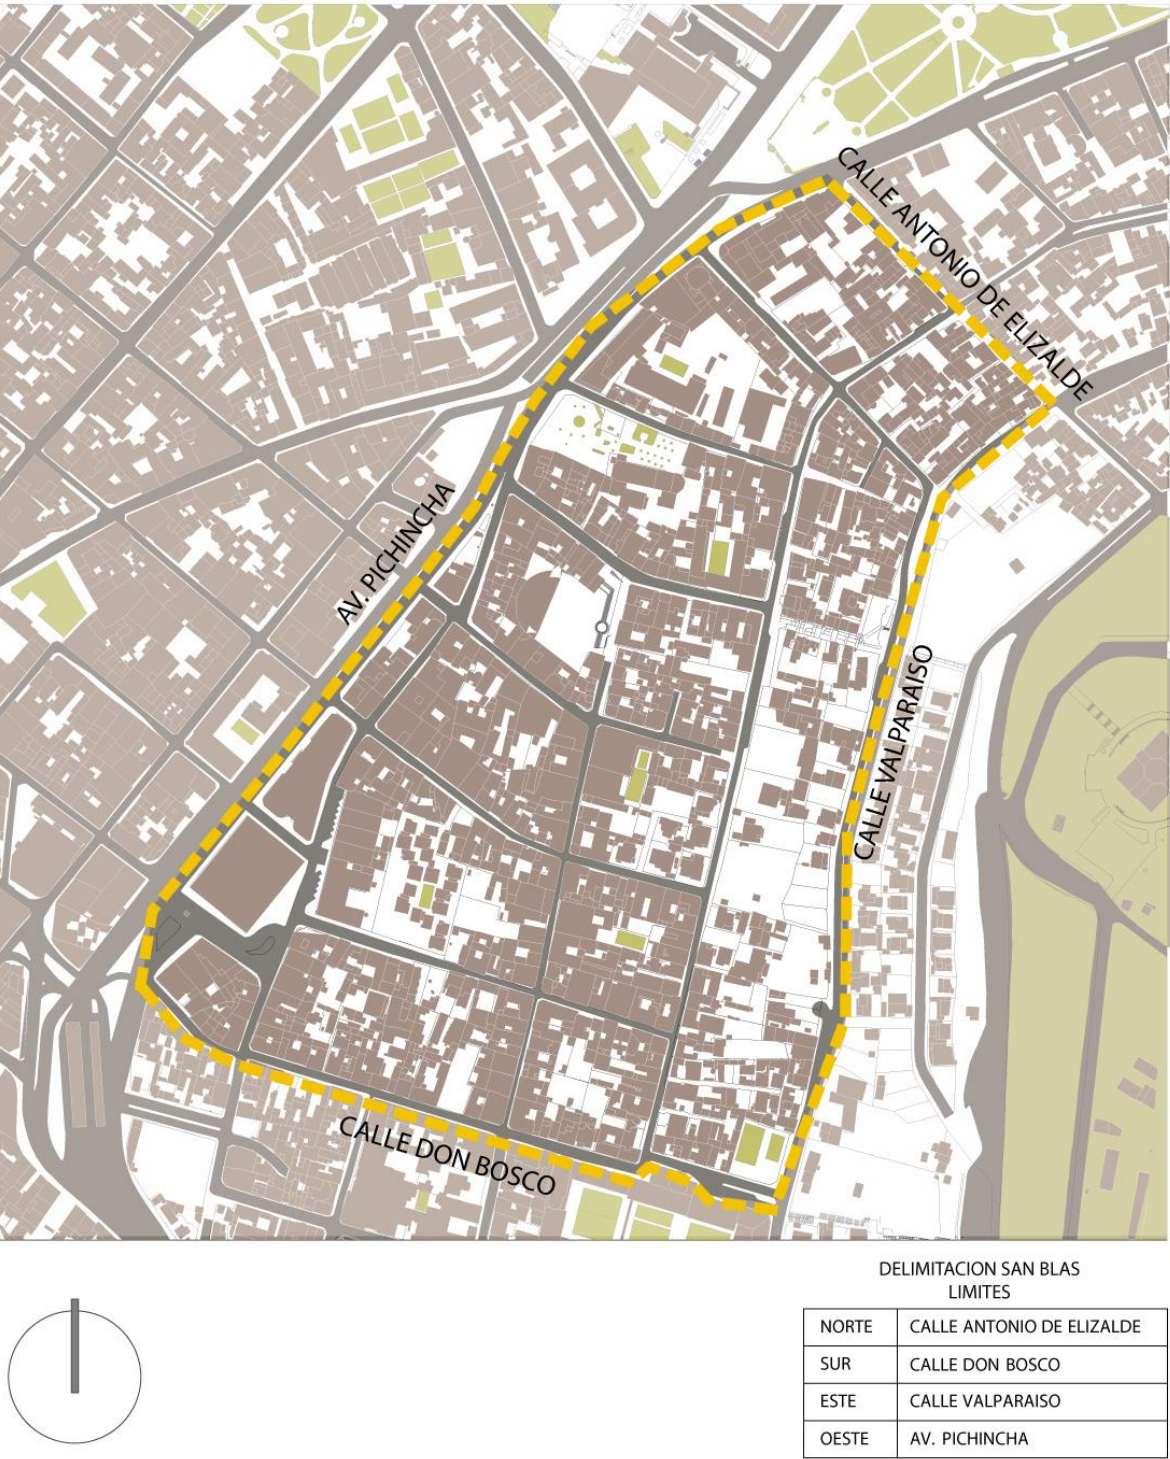 CALLE ANTONIO DE ELIZALDE
AV. PICHINCHA
CALLE VALPARAISO
CALLE DON BOSCO
DELIMITACION SAN BLAS
LIMITES
NORTE CALLE ANTONIO DE ELIZALDE
SUR CALLE DON BOSCO
ESTE CALLE VALPARAISO
OESTE AV. PICHINCHA